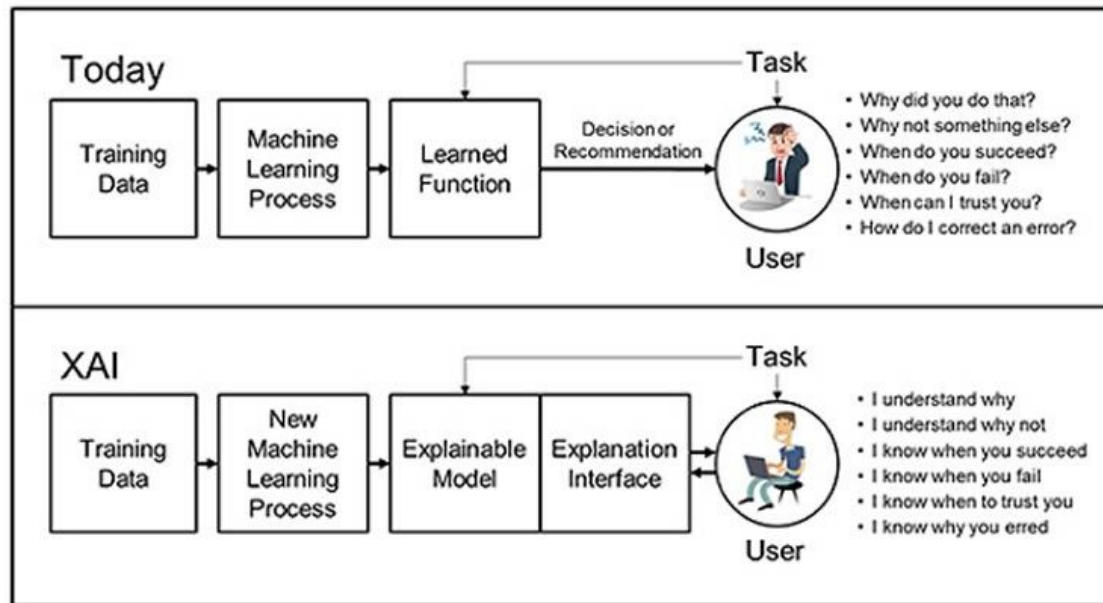 Today
Training
Data
Machine
Learning
Process
Learned
Function
Decision or
Recommendation
Task
User
• Why did you do that?
• Why not something else?
• When do you succeed?
• When do you fail?
• When can I trust you?
• How do I correct an error?
XAI
Training
Data
New
Machine
Learning
Process
Explainable
Model
Explanation
Interface
Task
User
• I understand why
• I understand why not
• I know when you succeed
• I know when you fail
• I know when to trust you
• I know why you erred